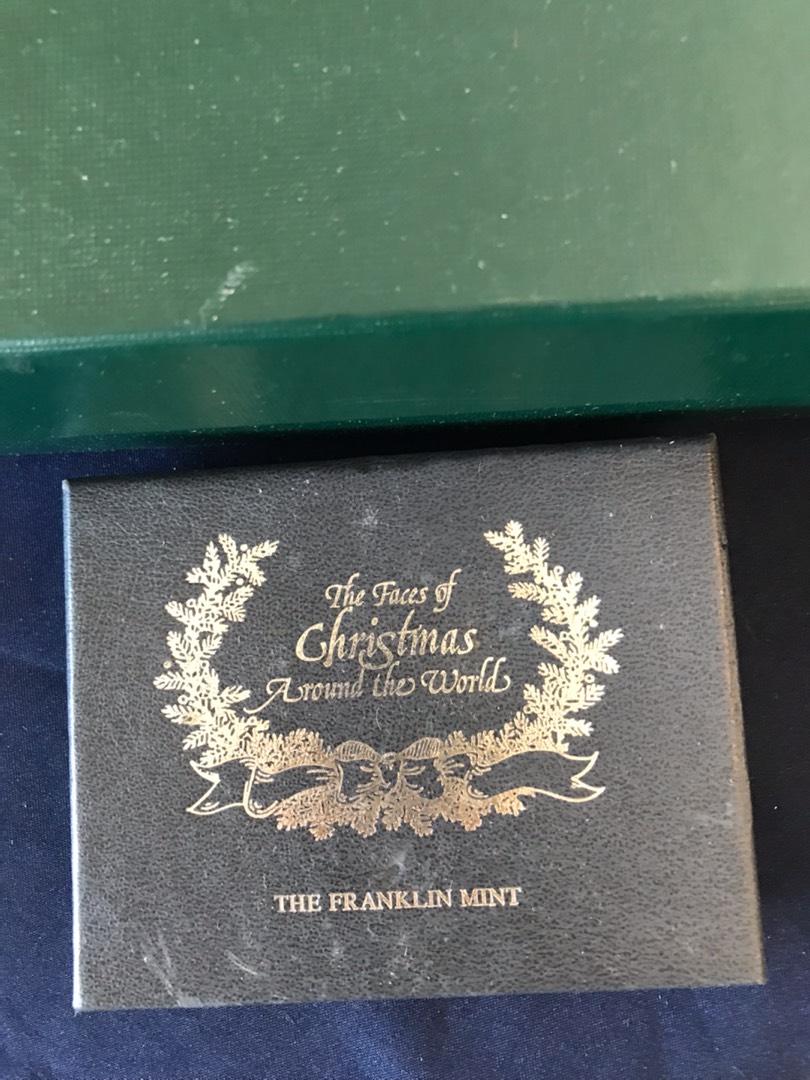 The Faces of
Christmas
Around the World
THE FRANKLIN MINT